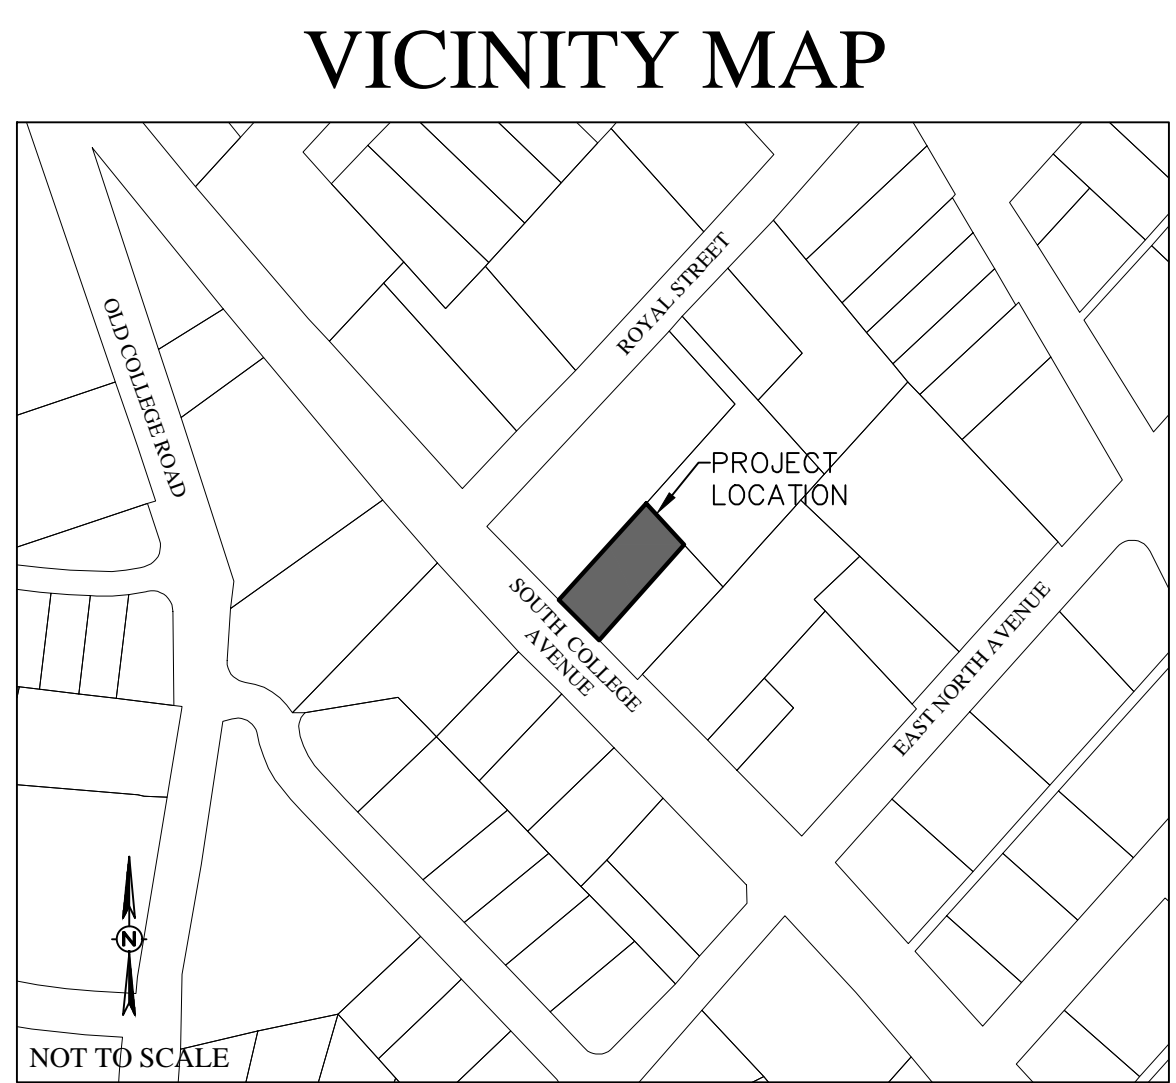 VICINITY MAP
ROYAL STREET
OLD COLLEGE ROAD
PROJECT
LOCATION
SOUTH COLLEGE
AVENUE
EAST NORTH AVENUE
N
NOT TO SCALE